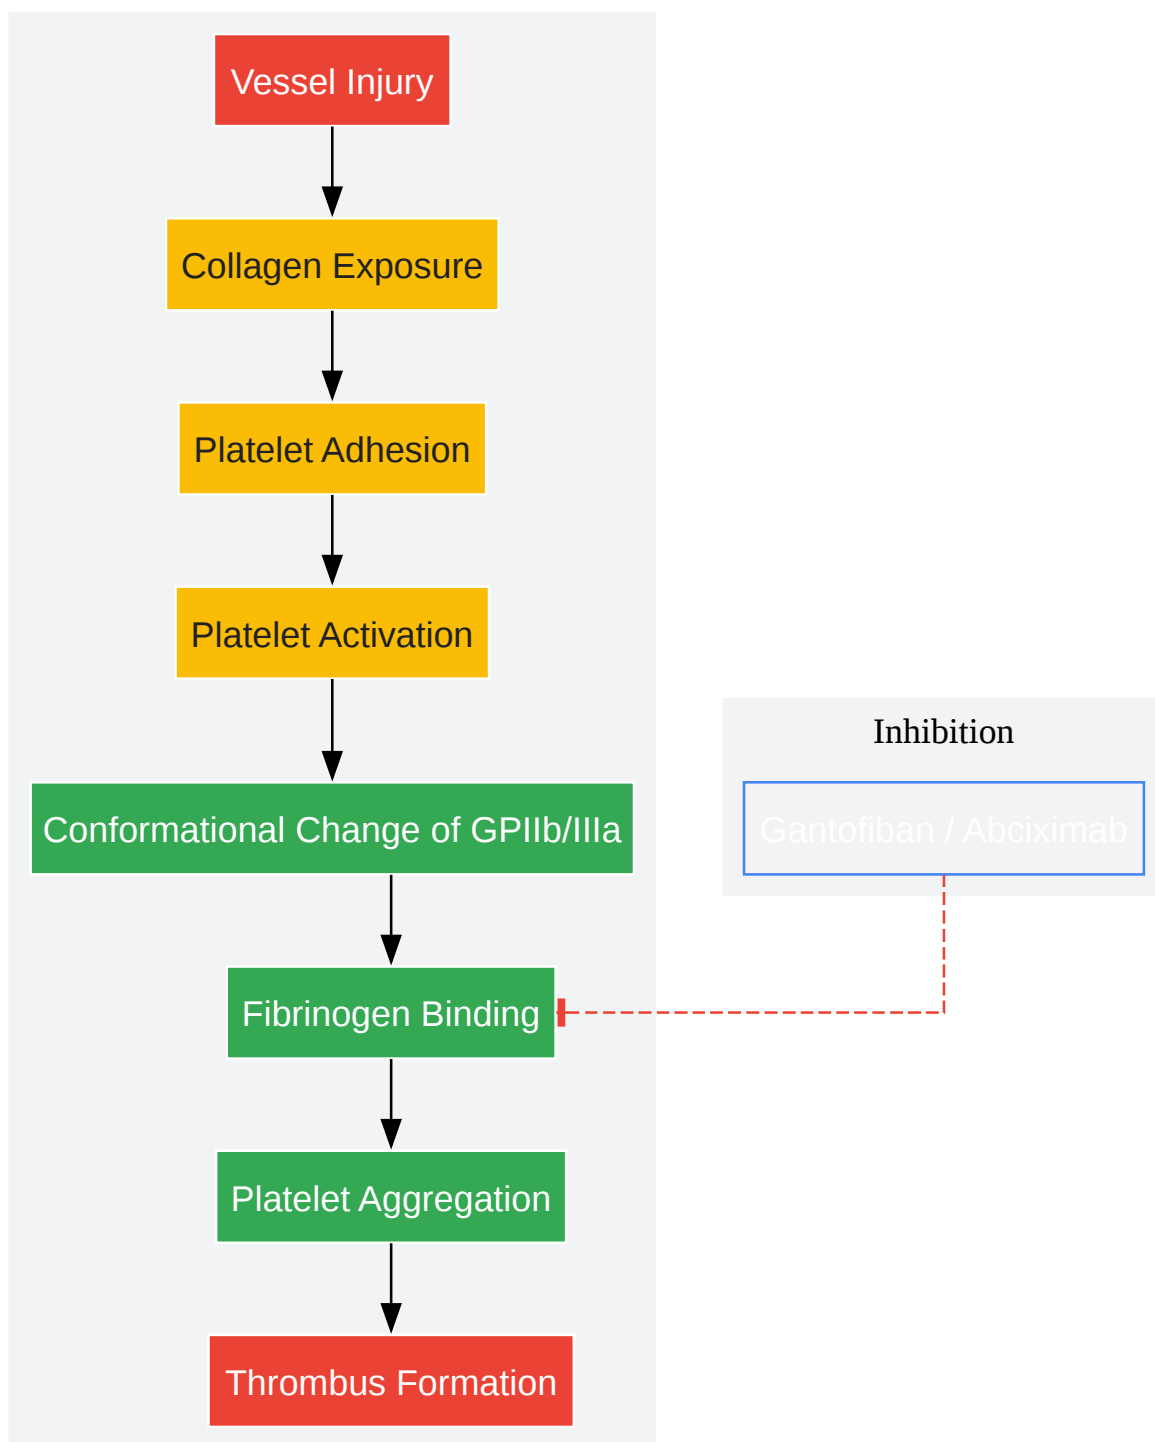 Vessel Injury
Collagen Exposure
Platelet Adhesion
Platelet Activation
Inhibition
Conformational Change of GPIIb/IIIa
Gantofiban / Abciximab
Fibrinogen Binding
Platelet Aggregation
Thrombus Formation